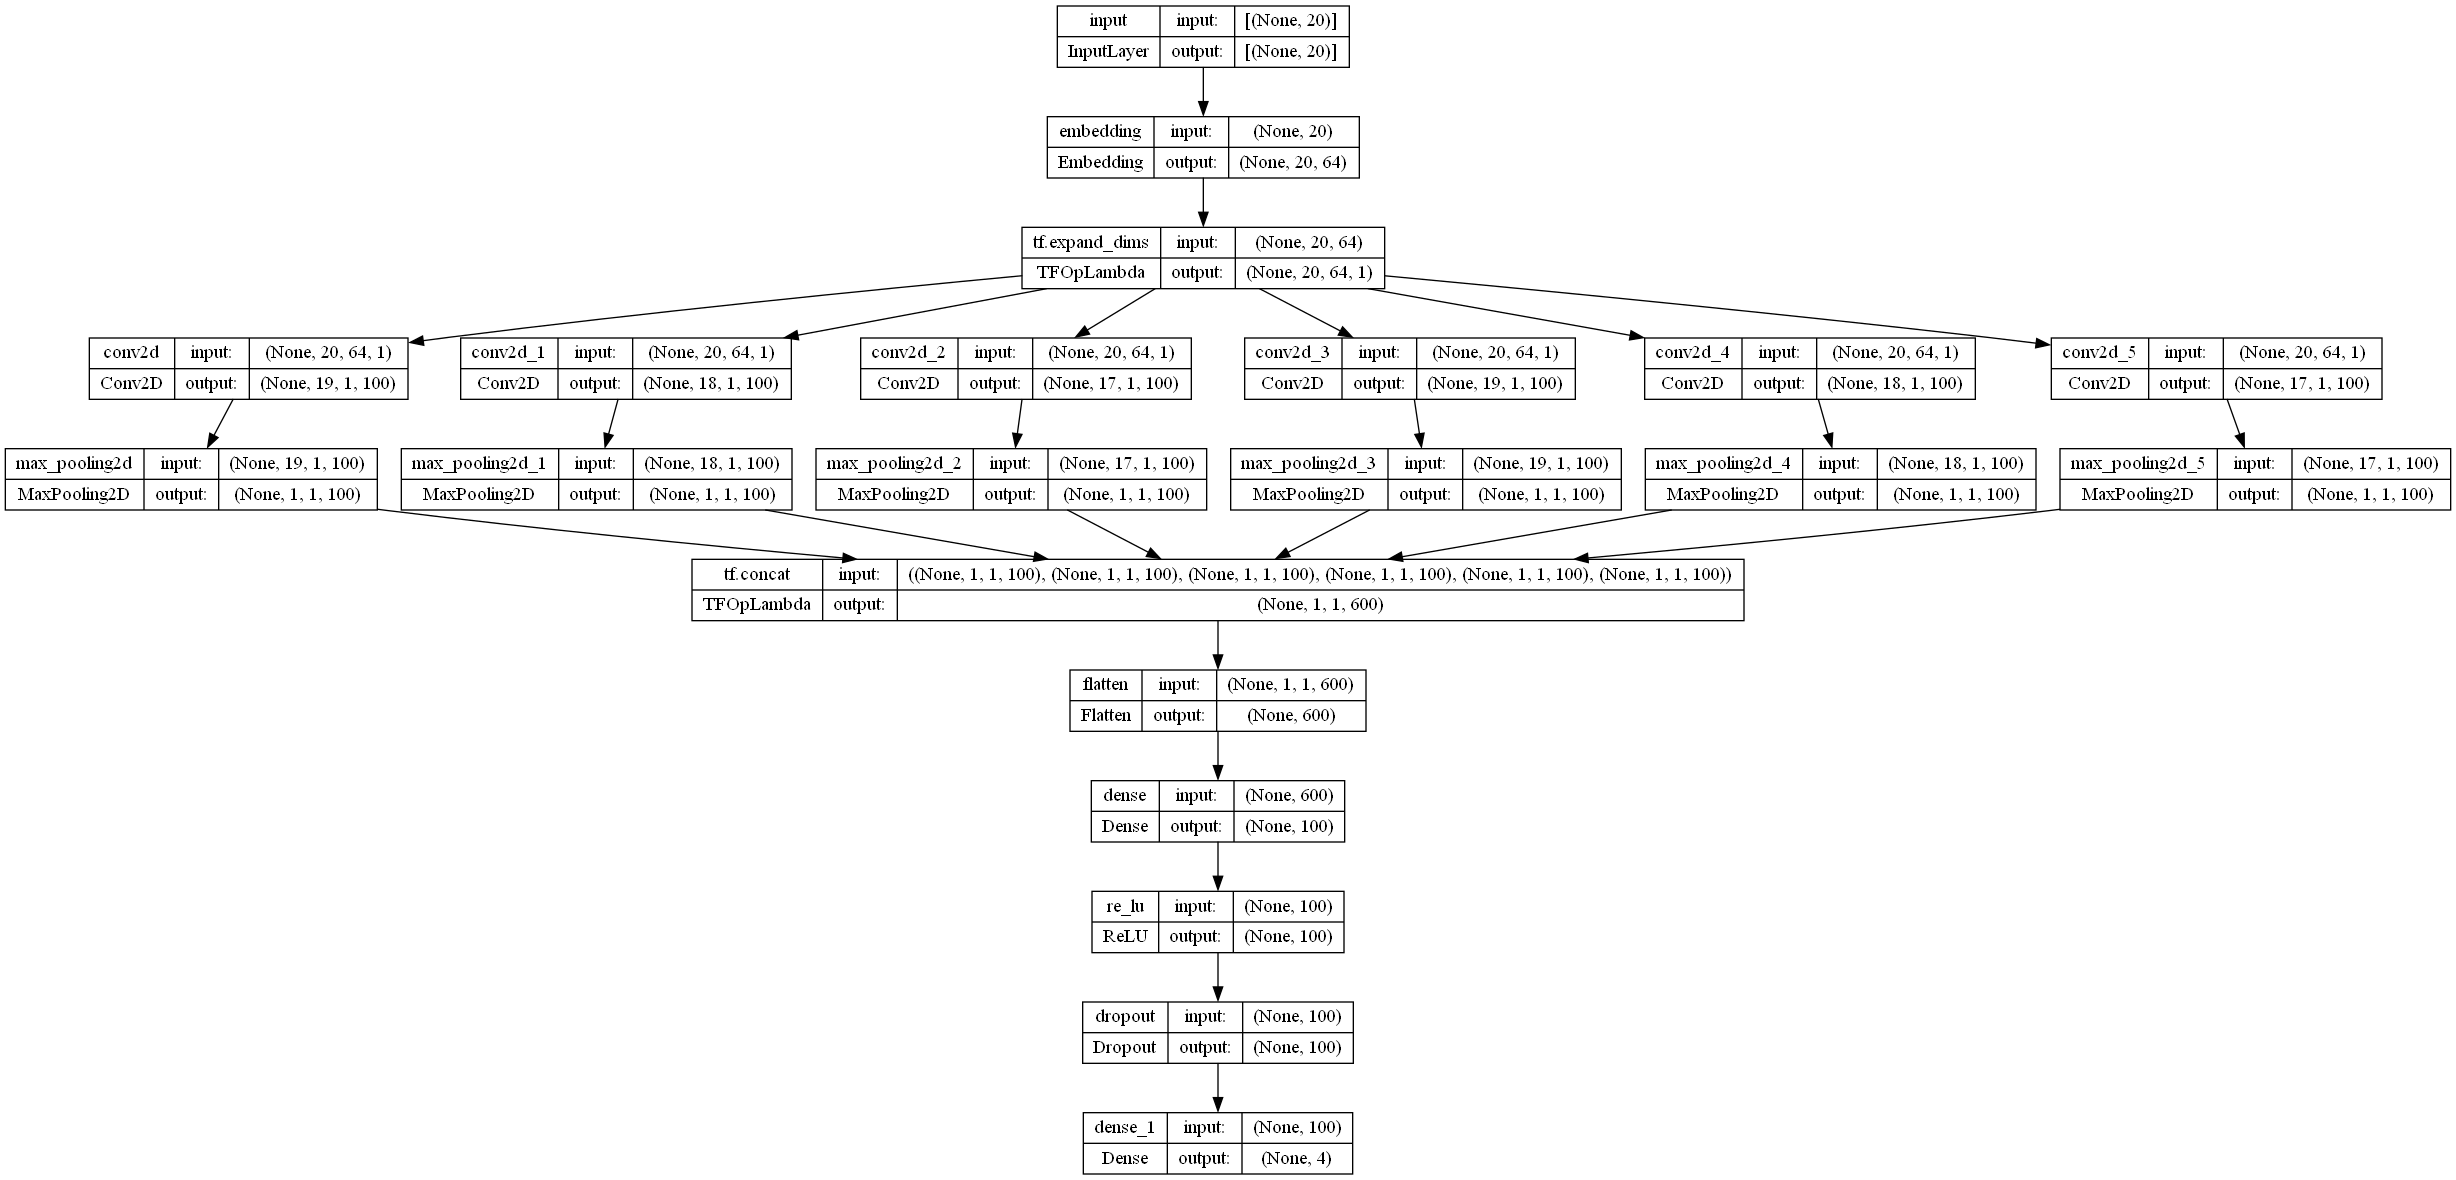 input input: [(None, 20)]
InputLayer output: [(None, 20)]
embedding input: (None, 20)
Embedding output: (None, 20, 64)
tf.expand_dims input: (None, 20, 64)
TFOpLambda output: (None, 20, 64, 1)
conv2d input: (None, 20, 64, 1)
Conv2D output: (None, 19, 1, 100)
conv2d_1 input: (None, 20, 64, 1)
Conv2D output: (None, 18, 1, 100)
conv2d_2 input: (None, 20, 64, 1)
Conv2D output: (None, 17, 1, 100)
conv2d_3 input: (None, 20, 64, 1)
Conv2D output: (None, 19, 1, 100)
conv2d_4 input: (None, 20, 64, 1)
Conv2D output: (None, 18, 1, 100)
conv2d_5 input: (None, 20, 64, 1)
Conv2D output: (None, 17, 1, 100)
max_pooling2d input: (None, 19, 1, 100)
MaxPooling2D output: (None, 1, 1, 100)
max_pooling2d_1 input: (None, 18, 1, 100)
MaxPooling2D output: (None, 1, 1, 100)
max_pooling2d_2 input: (None, 17, 1, 100)
MaxPooling2D output: (None, 1, 1, 100)
max_pooling2d_3 input: (None, 19, 1, 100)
MaxPooling2D output: (None, 1, 1, 100)
max_pooling2d_4 input: (None, 18, 1, 100)
MaxPooling2D output: (None, 1, 1, 100)
max_pooling2d_5 input: (None, 17, 1, 100)
MaxPooling2D output: (None, 1, 1, 100)
tf.concat input: ((None, 1, 1, 100), (None, 1, 1, 100), (None, 1, 1, 100), (None, 1, 1, 100), (None, 1, 1, 100), (None, 1, 1, 100))
TFOpLambda output: (None, 1, 1, 600)
flatten input: (None, 1, 1, 600)
Flatten output: (None, 600)
dense input: (None, 600)
Dense output: (None, 100)
re_lu input: (None, 100)
ReLU output: (None, 100)
dropout input: (None, 100)
Dropout output: (None, 100)
dense_1 input: (None, 100)
Dense output: (None, 4)